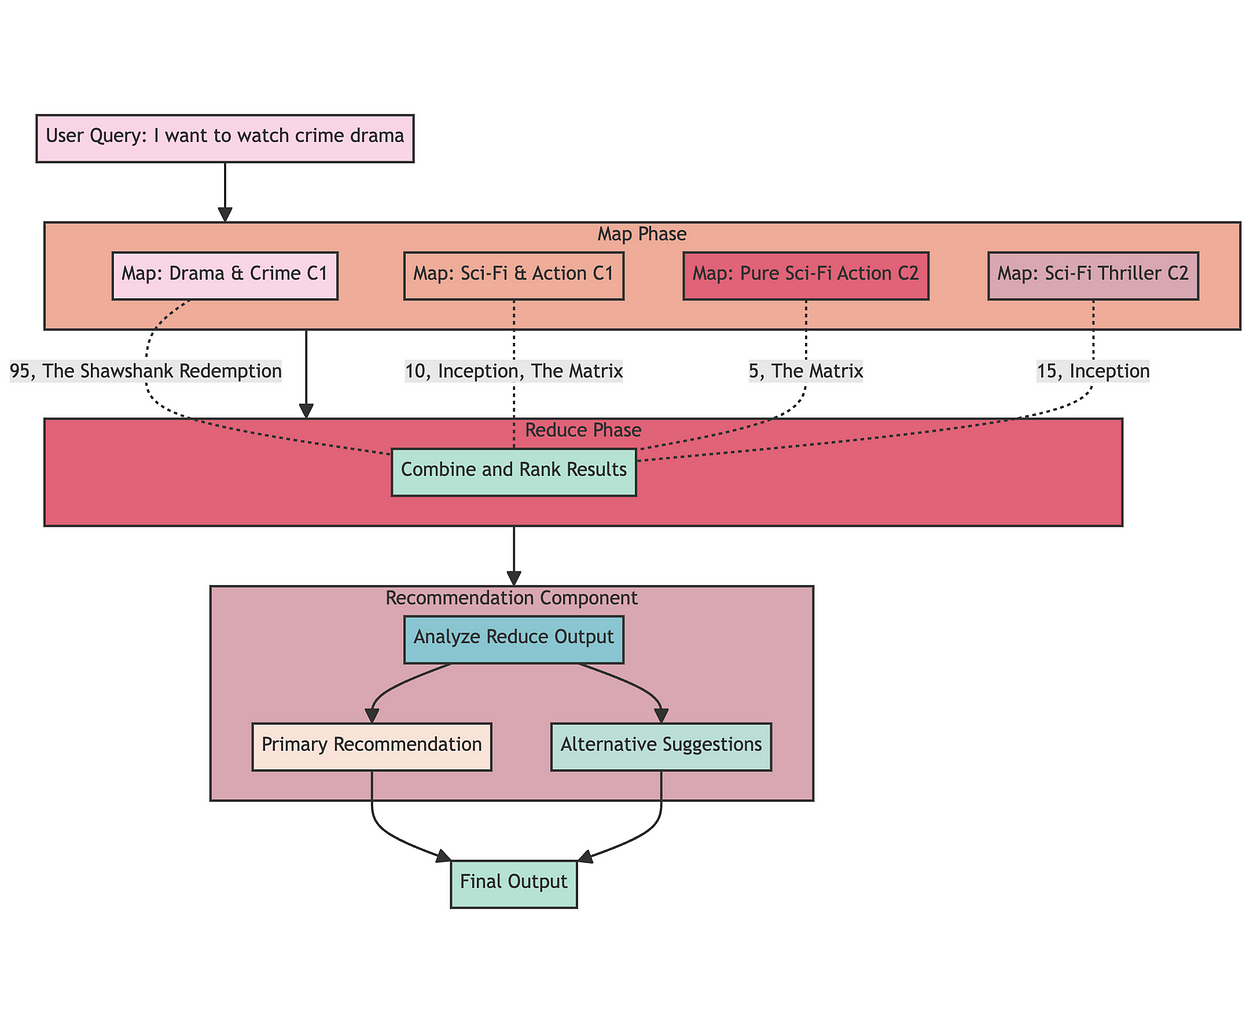 User Query: I want to watch crime drama
Map Phase
Map: Drama & Crime C1
Map: Sci-Fi & Action C1
Map: Pure Sci-Fi Action C2
Map: Sci-Fi Thriller C2
95, The Shawshank Redemption
10, Inception, The Matrix
5, The Matrix
15, Inception
Reduce Phase
Combine and Rank Results
Recommendation Component
Analyze Reduce Output
Primary Recommendation
Alternative Suggestions
Final Output